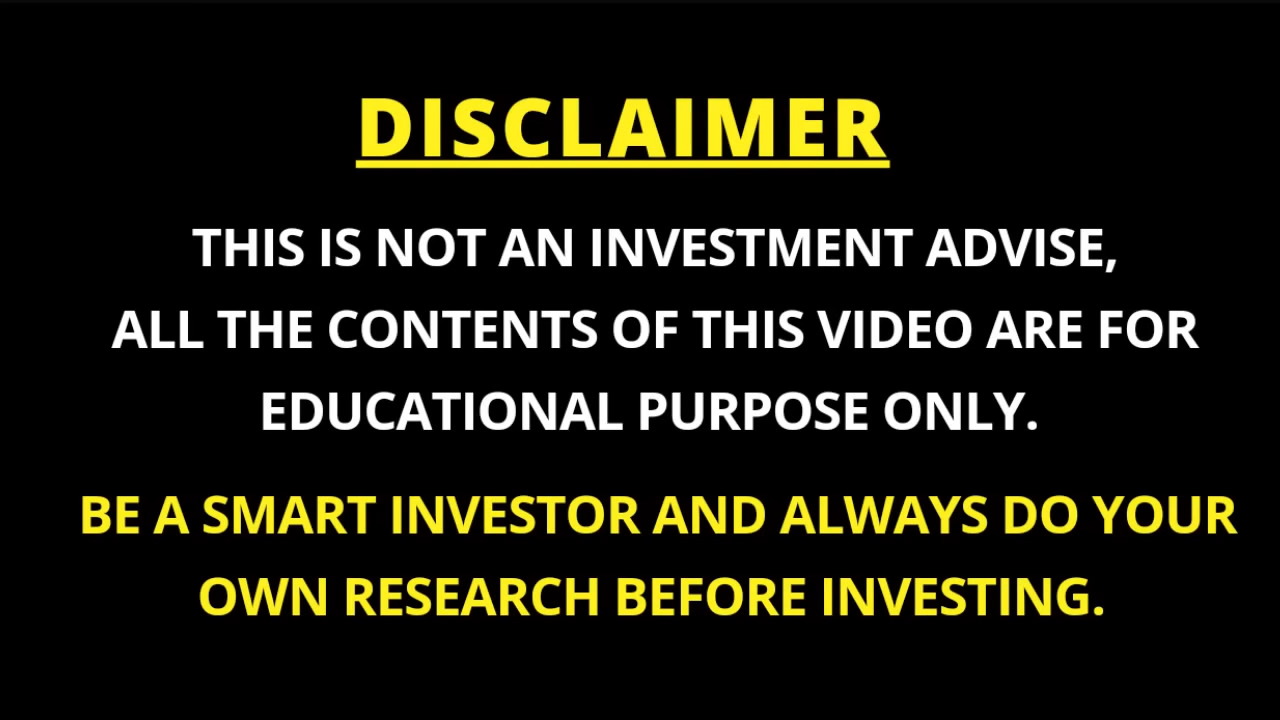 DISCLAIMER
THIS IS NOT AN INVESTMENT ADVISE,
ALL THE CONTENTS OF THIS VIDEO ARE FOR
EDUCATIONAL PURPOSE ONLY.
BE A SMART INVESTOR AND ALWAYS DO YOUR
OWN RESEARCH BEFORE INVESTING.